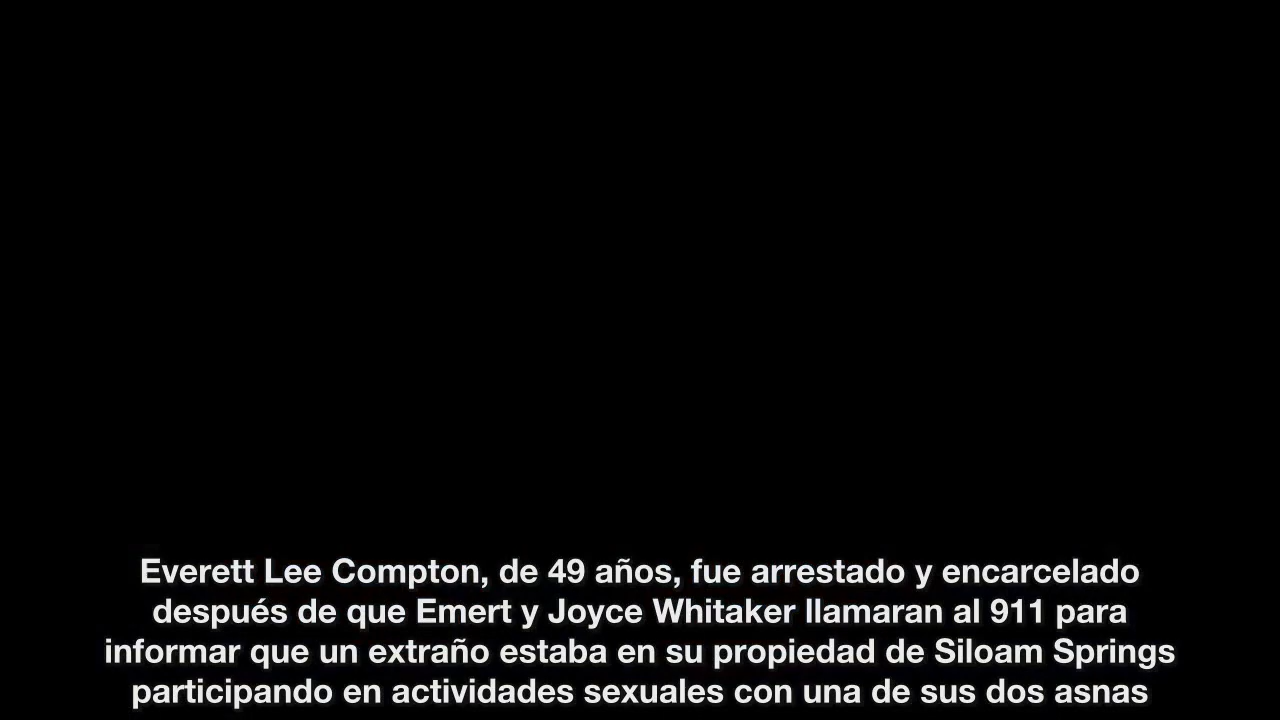 Everett Lee Compton, de 49 años, fue arrestado y encarcelado
después de que Emert y Joyce Whitaker llamaran al 911 para
informar que un extraño estaba en su propiedad de Siloam Springs
participando en actividades sexuales con una de sus dos asnas